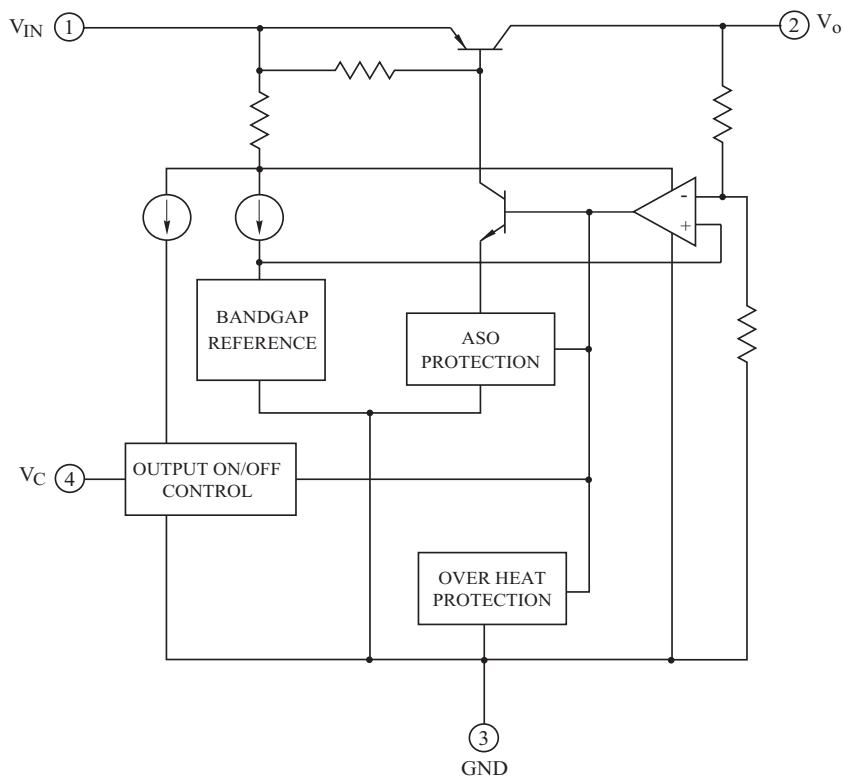 V_IN 1
2 V_o
-
+
BANDGAP
REFERENCE
ASO
PROTECTION
V_C 4
OUTPUT ON/OFF
CONTROL
OVER HEAT
PROTECTION
3
GND